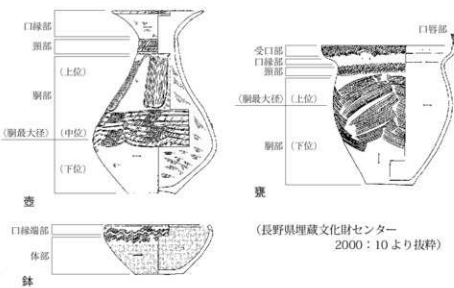 口縁部
頸部
胴部
(上位)
(胴最大径)
(中位)
(下位)
壺
口唇部
受口部
口縁部
頸部
(胴最大径)
(上位)
胴部
(下位)
甕
口縁端部
体部
鉢
(長野県埋蔵文化財センター
2000：10 より抜粋)